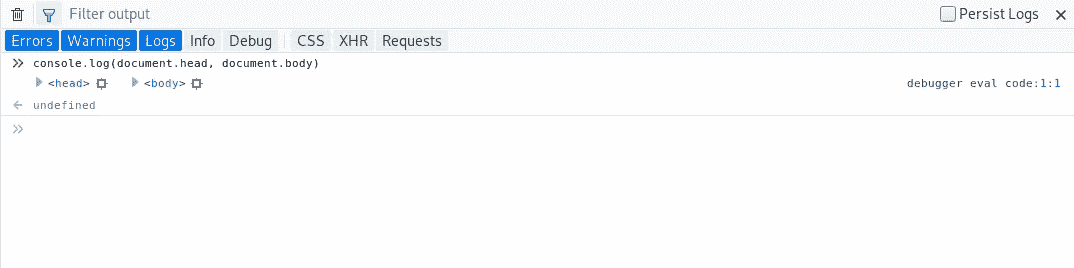 Filter output Persist Logs
Errors Warnings Logs Info Debug CSS XHR Requests
console.log(document.head, document.body)
<head> <body> debugger eval code:1:1
undefined